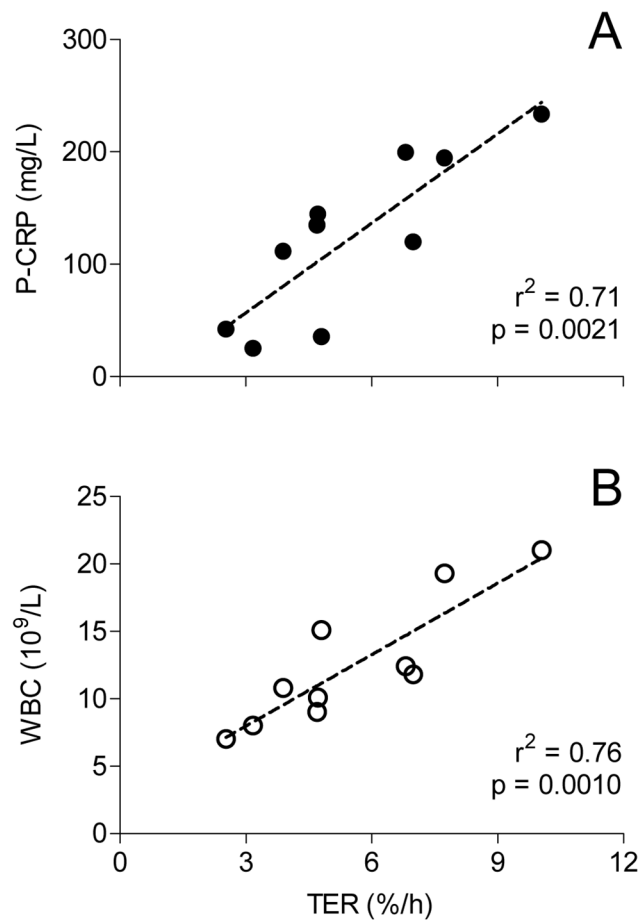 A
300
200
100
0
P-CRP (mg/L)
r² = 0.71
p = 0.0021
B
25
20
15
10
5
0
WBC (10⁹/L)
r² = 0.76
p = 0.0010
0 3 6 9 12
TER (%/h)